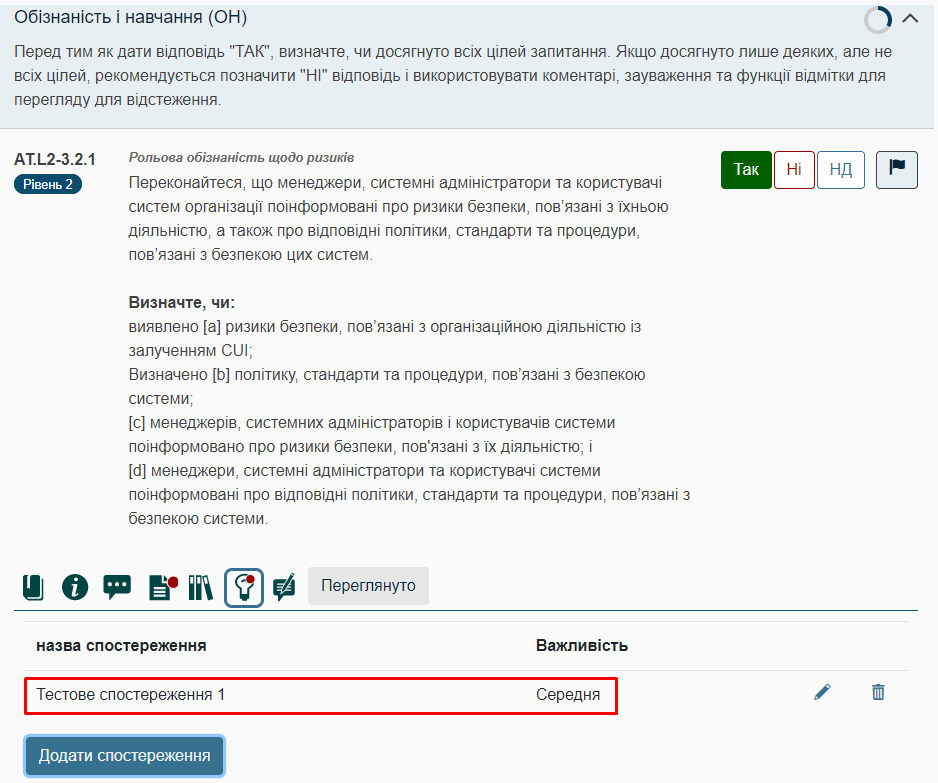 Обізнаність і навчання (ОН)
Перед тим як дати відповідь "ТАК", визначте, чи досягнуто всіх цілей запитання. Якщо досягнуто лише деяких, але не
всіх цілей, рекомендується позначити "НІ" відповідь і використовувати коментарі, зауваження та функції відмітки для
перегляду для відстеження.
AT.L2-3.2.1
Рівень 2
Рольова обізнаність щодо ризиків
Переконайтеся, що менеджери, системні адміністратори та користувачі
систем організації поінформовані про ризики безпеки, пов’язані з їхньою
діяльністю, а також про відповідні політики, стандарти та процедури,
пов’язані з безпекою цих систем.
Так
Ні
НД
Визначте, чи:
виявлено [a] ризики безпеки, пов’язані з організаційною діяльністю із
залученням CUI;
Визначено [b] політику, стандарти та процедури, пов’язані з безпекою
системи;
[c] менеджерів, системних адміністраторів і користувачів системи
поінформовано про ризики безпеки, пов'язані з їх діяльністю; і
[d] менеджери, системні адміністратори та користувачі системи
поінформовані про відповідні політики, стандарти та процедури, пов’язані з
безпекою системи.
Переглянуто
назва спостереження Важливість
Тестове спостереження 1 Середня
Додати спостереження